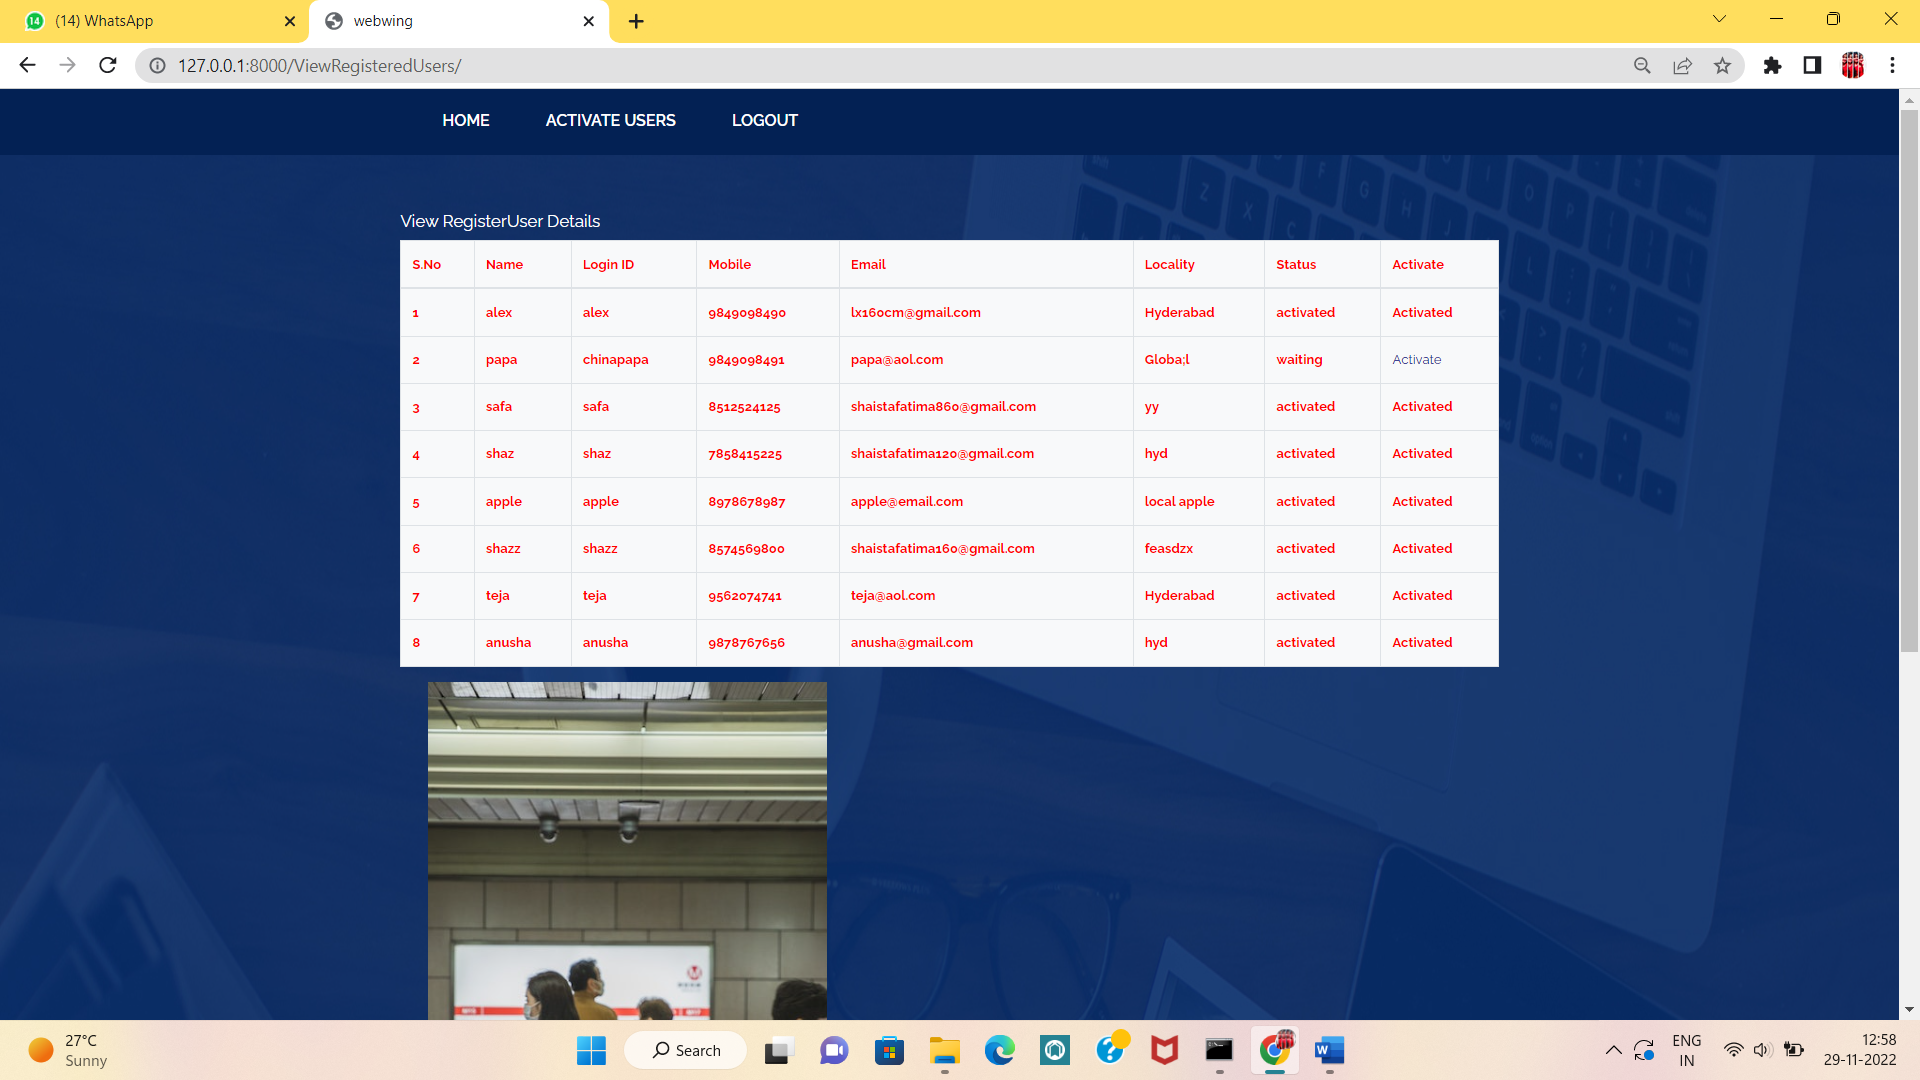 (14) WhatsApp
webwing
127.0.0.1:8000/ViewRegisteredUsers/
HOME ACTIVATE USERS LOGOUT
View RegisterUser Details
S.No Name Login ID Mobile Email Locality Status Activate
1 alex alex 9849098490 lx160cm@gmail.com Hyderabad activated Activated
2 papa chinapapa 9849098491 papa@aol.com Globa;l waiting Activate
3 safa safa 8512524125 shaistafatima860@gmail.com yy activated Activated
4 shaz shaz 7858415225 shaistafatima120@gmail.com hyd activated Activated
5 apple apple 8978678987 apple@email.com local apple activated Activated
6 shazz shazz 8574569800 shaistafatima160@gmail.com feasdzx activated Activated
7 teja teja 9562074741 teja@aol.com Hyderabad activated Activated
8 anusha anusha 9878767656 anusha@gmail.com hyd activated Activated
27°C
Sunny
Search
ENG
IN
12:58
29-11-2022